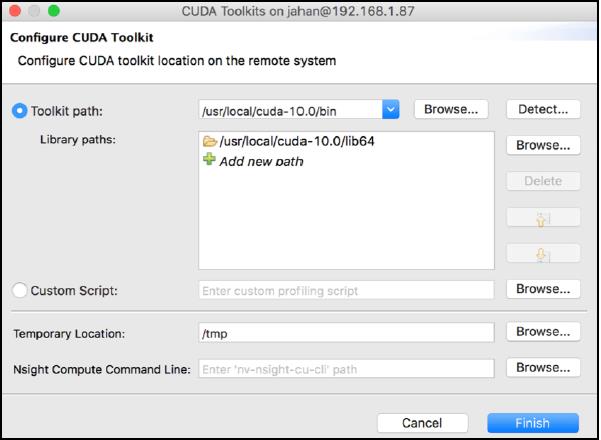 CUDA Toolkits on jahan@192.168.1.87
Configure CUDA Toolkit
Configure CUDA toolkit location on the remote system
Toolkit path: /usr/local/cuda-10.0/bin Browse... Detect...
Library paths: /usr/local/cuda-10.0/lib64 Browse...
Add new path
Delete
Custom Script: Enter custom profiling script Browse...
Temporary Location: /tmp Browse...
Nsight Compute Command Line: Enter 'nv-nsight-cu-cli' path Browse...
Cancel Finish